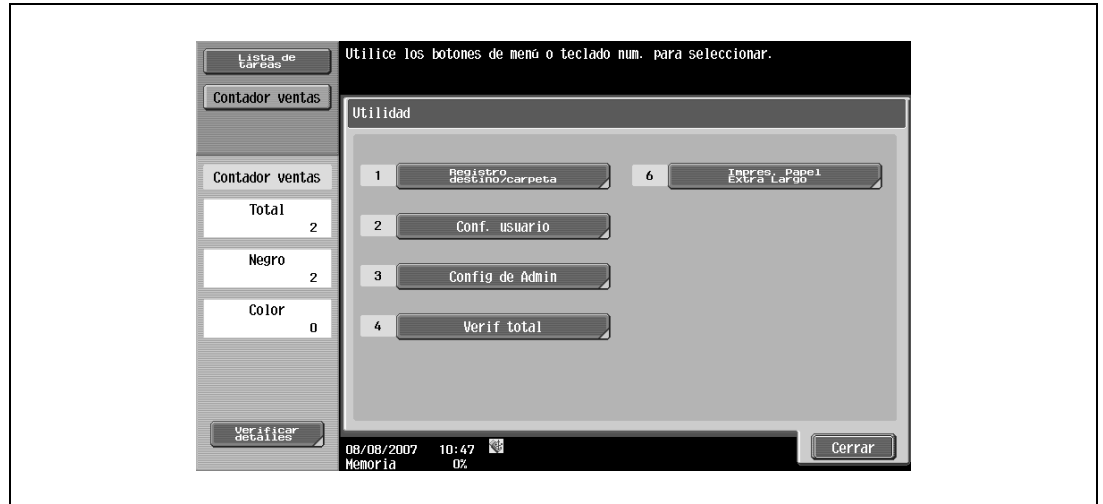 Lista de
tareas
Contador ventas
Utilice los botones de menú o teclado num. para seleccionar.
Utilidad
Contador ventas
Total
2
Negro
2
Color
0
1 Registro
destino/carpeta
2 Conf. usuario
3 Config de Admin
4 Verif total
6 Impres. Papel
Extra Largo
Verificar
detalles
08/08/2007 10:47
Memoria 0%
Cerrar